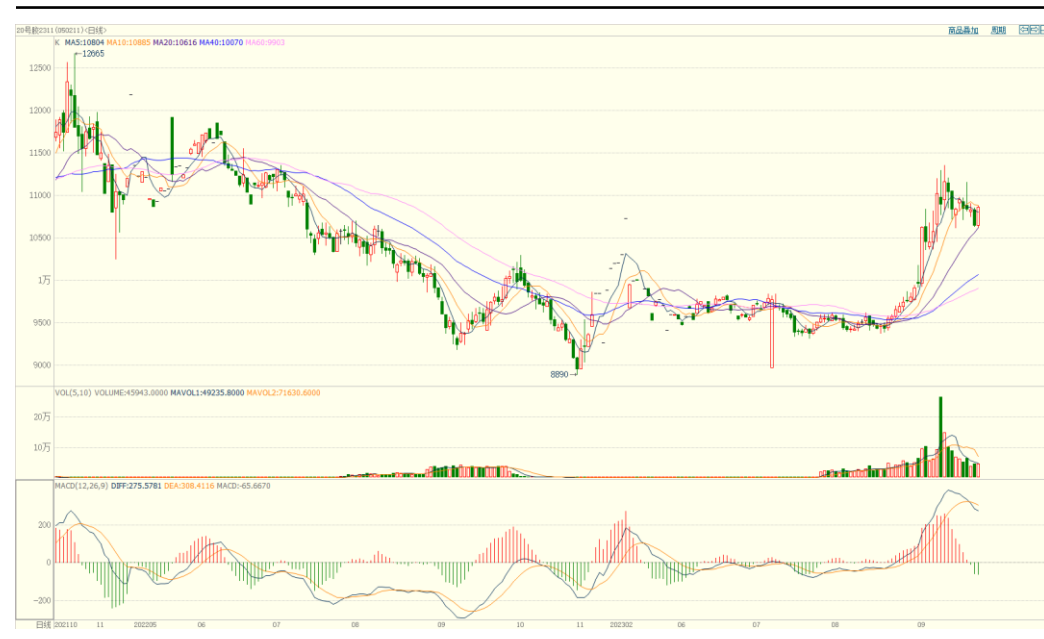 20号胶2311(050211)<日线>
商品叠加 周期
K MA5:10804 MA10:10885 MA20:10616 MA40:10070 MA60:9903
←12665
12500
12000
11500
11000
10500
1万
9500
9000
8890→
VOL(5,10) VOLUME:45943.0000 MAVOL1:49235.8000 MAVOL2:71630.6000
20万
10万
MACD(12,26,9) DIFF:275.5781 DEA:308.4116 MACD:-65.6670
200
0
-200
日线 202110 11 202205 06 07 08 09 10 11 202302 06 07 08 09